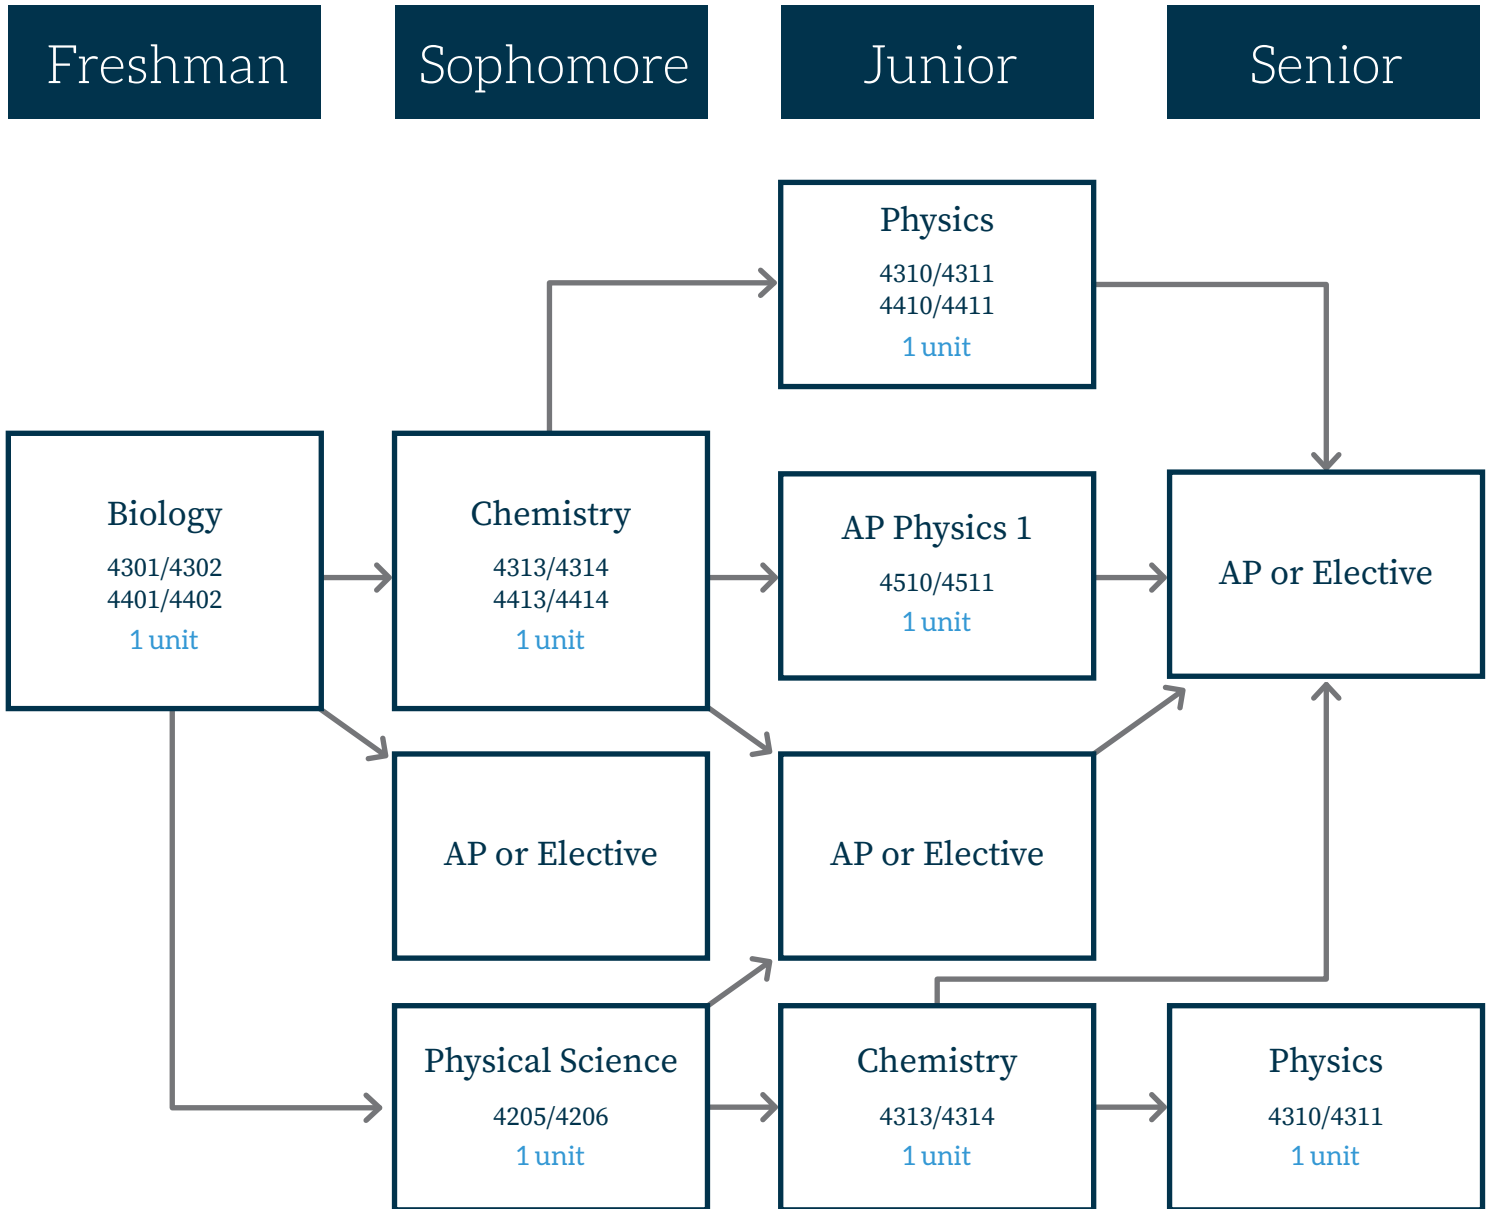 Freshman
Sophomore
Junior
Senior
Physics
4310/4311
4410/4411
1 unit
Biology
4301/4302
4401/4402
1 unit
Chemistry
4313/4314
4413/4414
1 unit
AP Physics 1
4510/4511
1 unit
AP or Elective
AP or Elective
AP or Elective
Physical Science
4205/4206
1 unit
Chemistry
4313/4314
1 unit
Physics
4310/4311
1 unit